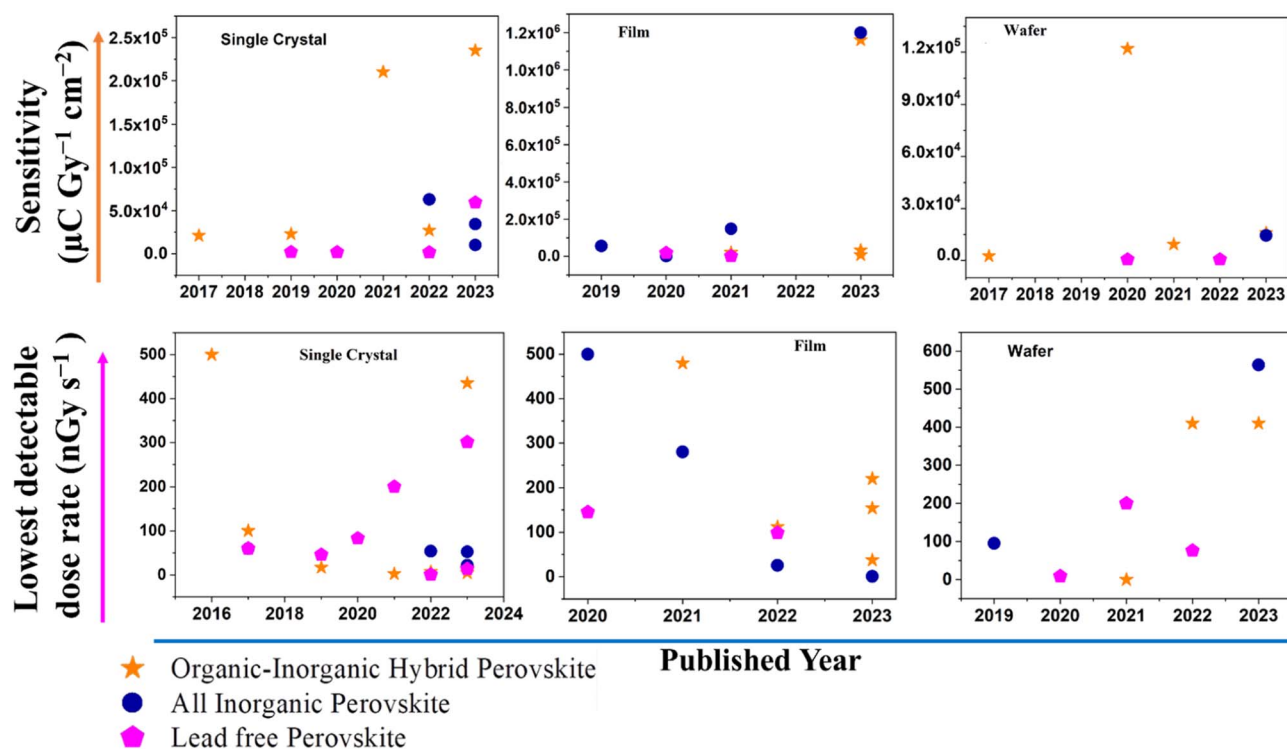 Sensitivity
(μC Gy⁻¹ cm⁻²)
Single Crystal
2.5x10⁵
2.0x10⁵
1.5x10⁵
1.0x10⁵
5.0x10⁴
0.0
2017 2018 2019 2020 2021 2022 2023
Film
1.2x10⁶
1.0x10⁶
8.0x10⁵
6.0x10⁵
4.0x10⁵
2.0x10⁵
0.0
2019 2020 2021 2022 2023
Wafer
1.2x10⁵
9.0x10⁴
6.0x10⁴
3.0x10⁴
0.0
2017 2018 2019 2020 2021 2022 2023
Lowest detectable
dose rate (nGy s⁻¹)
Single Crystal
500
400
300
200
100
0
2016 2018 2020 2022 2024
Film
500
400
300
200
100
0
2020 2021 2022 2023
Wafer
600
500
400
300
200
100
0
2019 2020 2021 2022 2023
Published Year
Organic-Inorganic Hybrid Perovskite
All Inorganic Perovskite
Lead free Perovskite